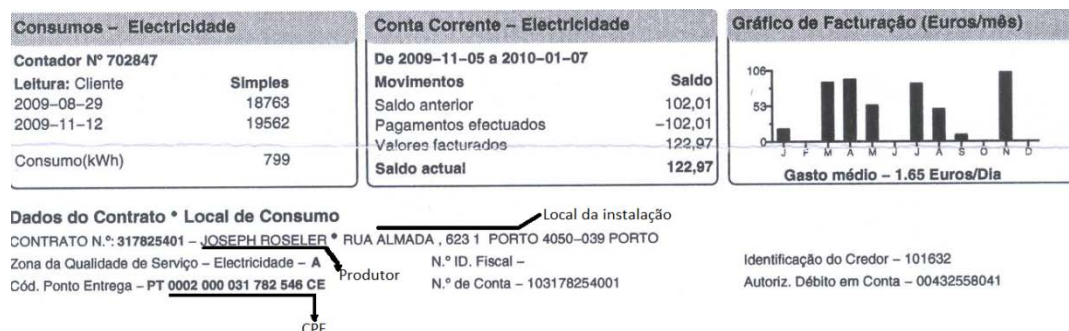 Consumos – Electricidade
Contador Nº 702847
Leitura: Cliente Simples
2009–08–29 18763
2009–11–12 19562
Consumo(kWh) 799
Conta Corrente – Electricidade
De 2009–11–05 a 2010–01–07
Movimentos Saldo
Saldo anterior 102,01
Pagamentos efectuados –102,01
Valores facturados 122,97
Saldo actual 122,97
Gráfico de Facturação (Euros/mês)
106
53
0
J F M A M J J A S O N D
Gasto médio – 1.65 Euros/Dia
Dados do Contrato * Local de Consumo
Local da instalação
CONTRATO N.º: 317825401 – JOSEPH ROSELER * RUA ALMADA , 623 1 PORTO 4050–039 PORTO
Zona da Qualidade de Serviço – Electricidade – A
Produtor
N.º ID. Fiscal –
Identificação do Credor – 101632
Cód. Ponto Entrega – PT 0002 000 031 782 546 CE
N.º de Conta – 103178254001
Autoriz. Débito em Conta – 00432558041
CPE